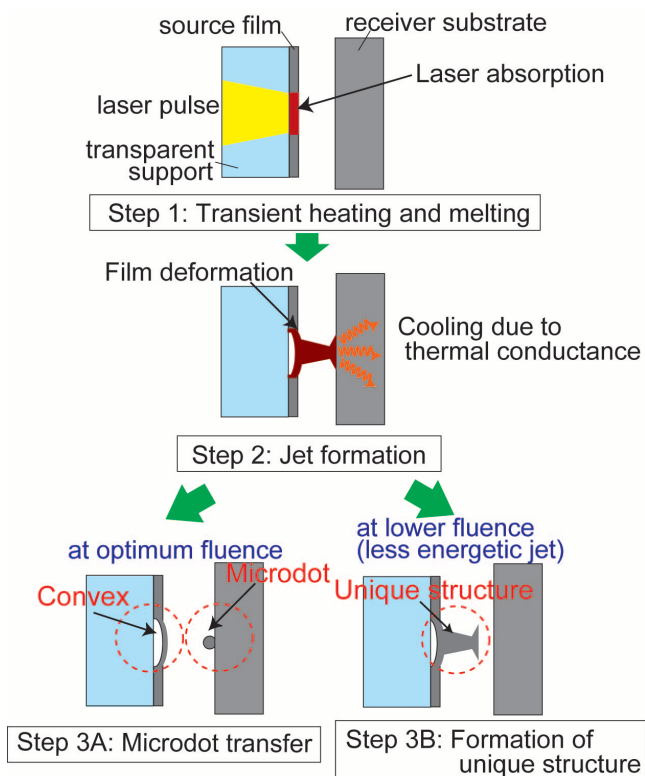 source film
receiver substrate
Laser absorption
laser pulse
transparent
support
Step 1: Transient heating and melting
Film deformation
Cooling due to
thermal conductance
Step 2: Jet formation
at optimum fluence
at lower fluence
(less energetic jet)
Convex
Microdot
Unique structure
Step 3A: Microdot transfer
Step 3B: Formation of
unique structure